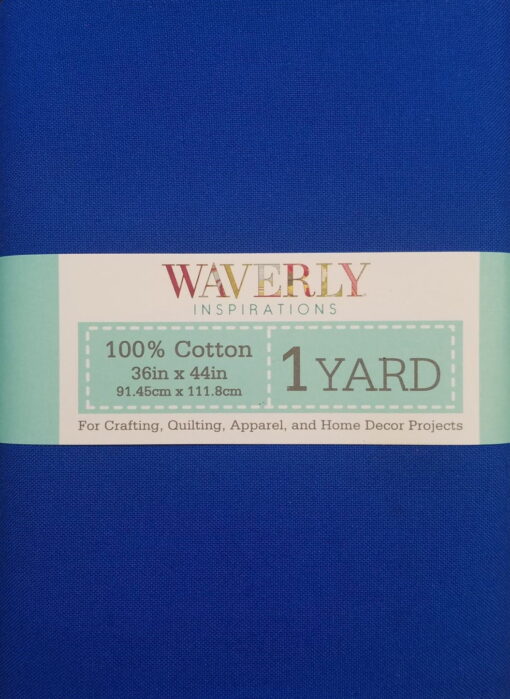 WAVERLY
INSPIRATIONS
100% Cotton
36in x 44in
91.45cm x 111.8cm
1 YARD
For Crafting, Quilting, Apparel, and Home Decor Projects